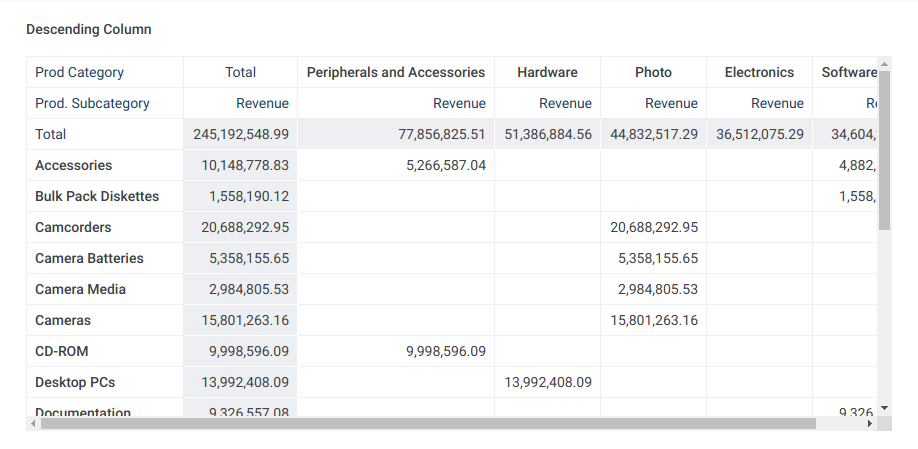 Descending Column
Prod Category Total Peripherals and Accessories Hardware Photo Electronics Software
Prod. Subcategory Revenue Revenue Revenue Revenue Revenue
Total 245,192,548.99 77,856,825.51 51,386,884.56 44,832,517.29 36,512,075.29 34,604,
Accessories 10,148,778.83 5,266,587.04 4,882,
Bulk Pack Diskettes 1,558,190.12 1,558,
Camcorders 20,688,292.95 20,688,292.95
Camera Batteries 5,358,155.65 5,358,155.65
Camera Media 2,984,805.53 2,984,805.53
Cameras 15,801,263.16 15,801,263.16
CD-ROM 9,998,596.09 9,998,596.09
Desktop PCs 13,992,408.09 13,992,408.09
Documentation 9,326,557.08 9,326